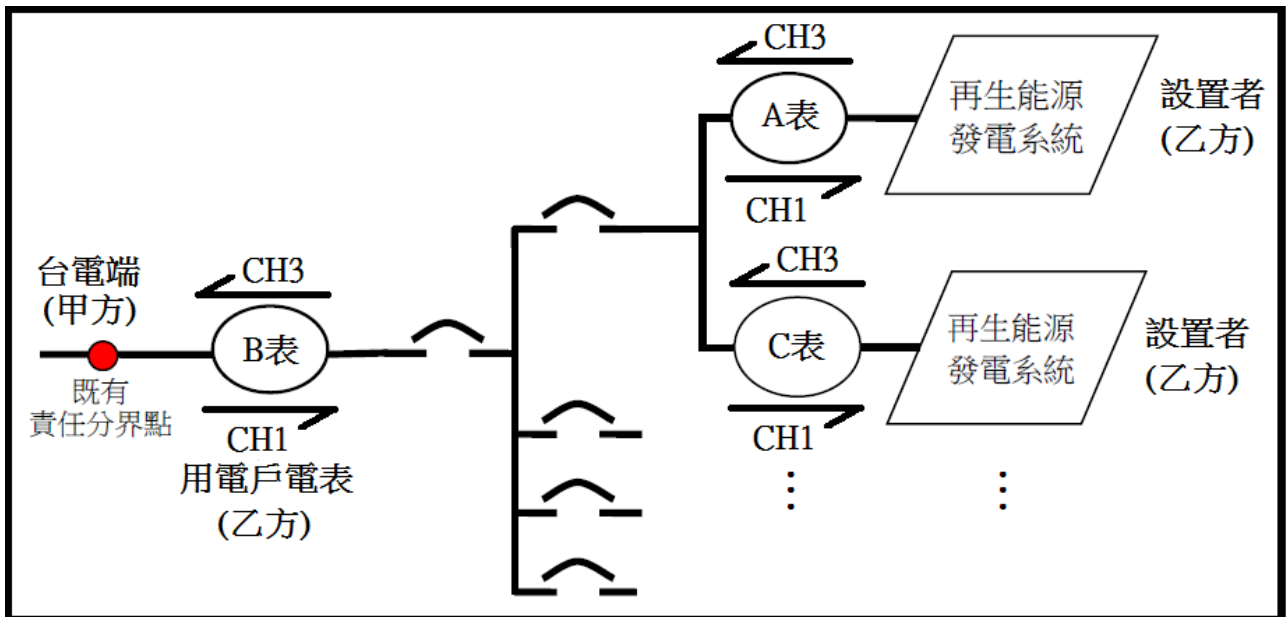 CH3
A表
CH1
再生能源
發電系統
設置者
(乙方)
台電端
(甲方)
既有
責任分界點
CH3
B表
CH1
用電戶電表
(乙方)
CH3
C表
CH1
再生能源
發電系統
設置者
(乙方)
⋮
⋮